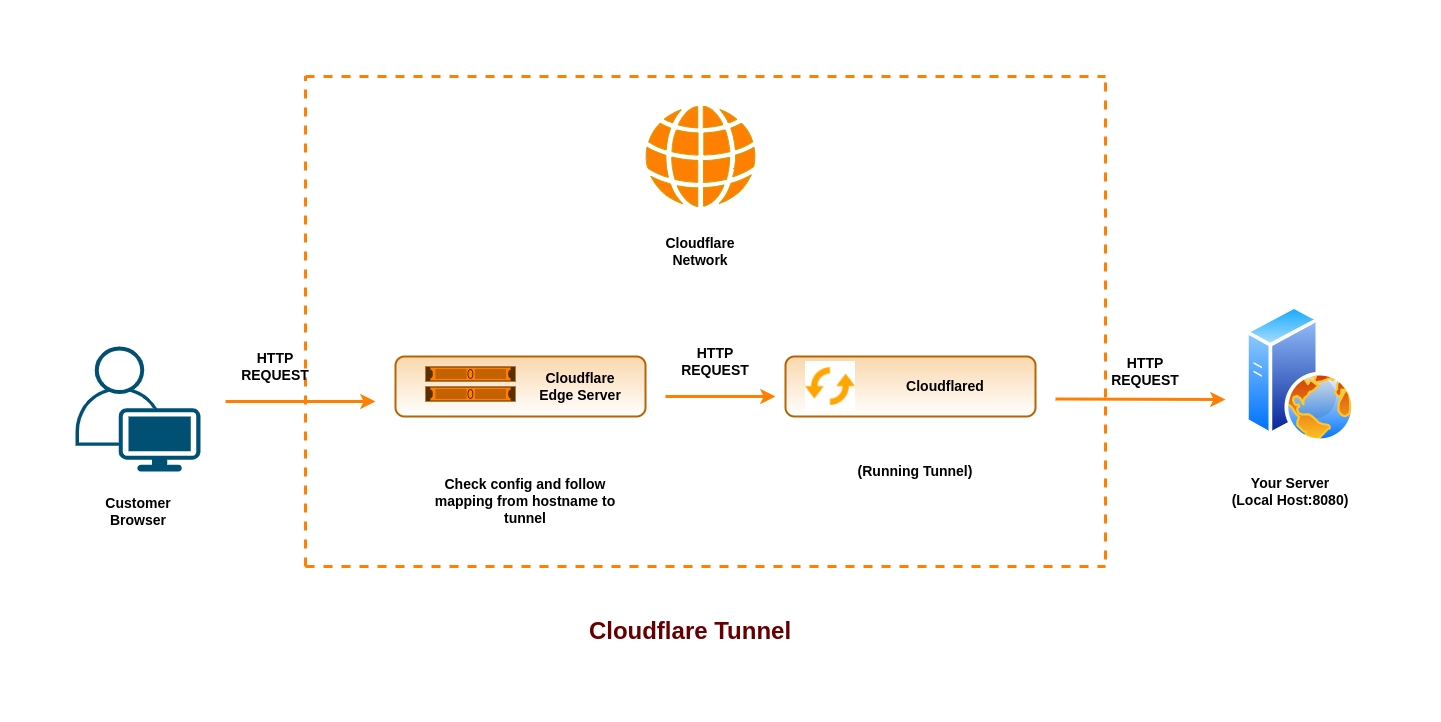 Cloudflare
Network
HTTP
REQUEST
Cloudflare
Edge Server
HTTP
REQUEST
Cloudflared
HTTP
REQUEST
Customer
Browser
Check config and follow
mapping from hostname to
tunnel
(Running Tunnel)
Your Server
(Local Host:8080)
Cloudflare Tunnel